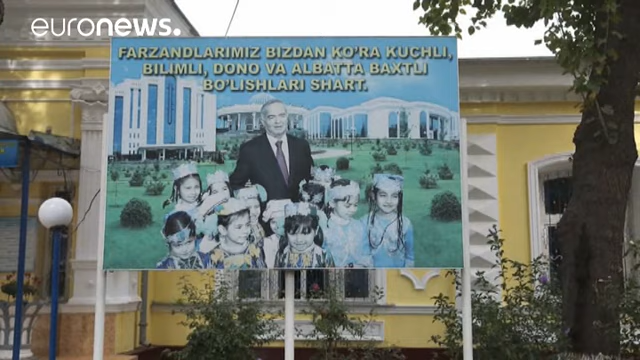 euronews.
FARZANDLARIMIZ BIZDAN KO'RA KUCHLI,
BILIMLI, DONO VA ALBATTA BAXTLI
BO'LISHLARI SHART.